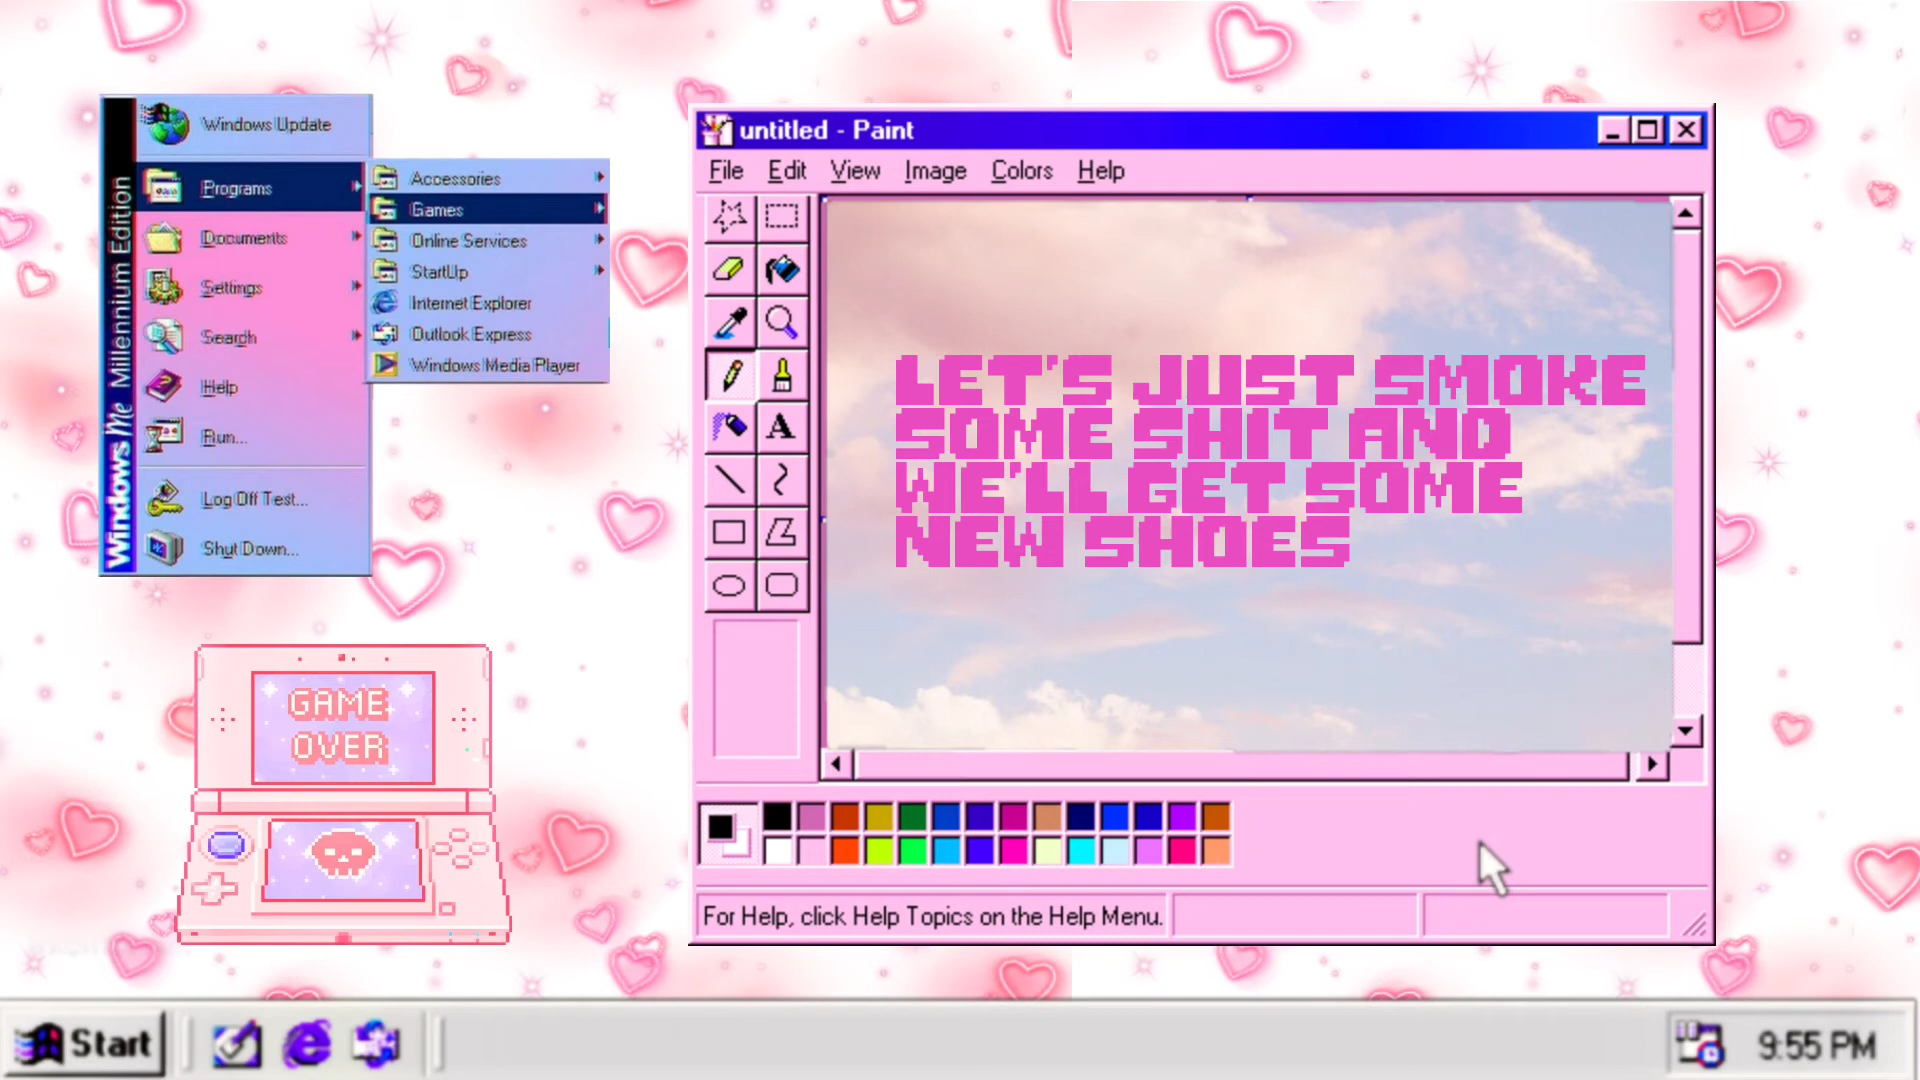 Windows Update
Programs
Documents
Settings
Search
Help
Run...
Log Off Test...
Shut Down...
Windows Me Millennium Edition
Accessories
Games
Online Services
StartUp
Internet Explorer
Outlook Express
Windows Media Player
GAME
OVER
untitled - Paint
File Edit View Image Colors Help
A
LET'S JUST SMOKE
SOME SHIT AND
WE'LL GET SOME
NEW SHOES
For Help, click Help Topics on the Help Menu.
Start
9:55 PM